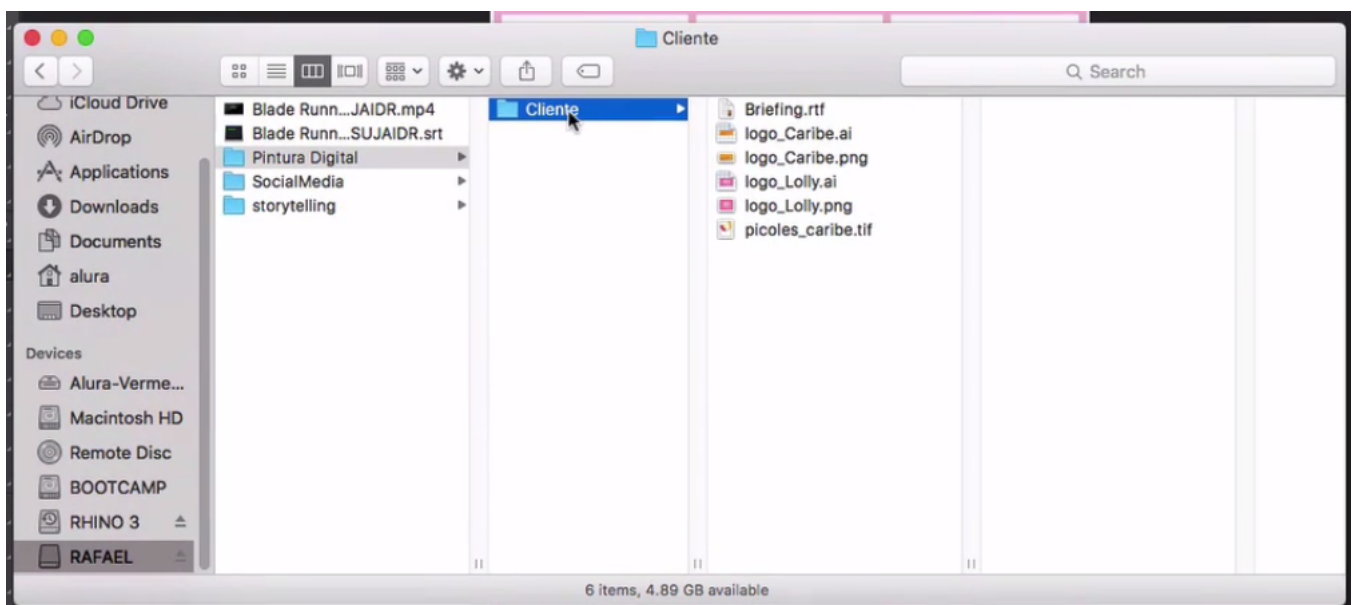 Cliente
Search
iCloud Drive
AirDrop
Applications
Downloads
Documents
alura
Desktop
Devices
Alura-Verme...
Macintosh HD
Remote Disc
BOOTCAMP
RHINO 3
RAFAEL
Blade Runn...JAIDR.mp4
Blade Runn...SUJAIDR.srt
Pintura Digital
SocialMedia
storytelling
Cliente
Briefing.rtf
logo_Caribe.ai
logo_Caribe.png
logo_Lolly.ai
logo_Lolly.png
picoles_caribe.tif
6 items, 4.89 GB available